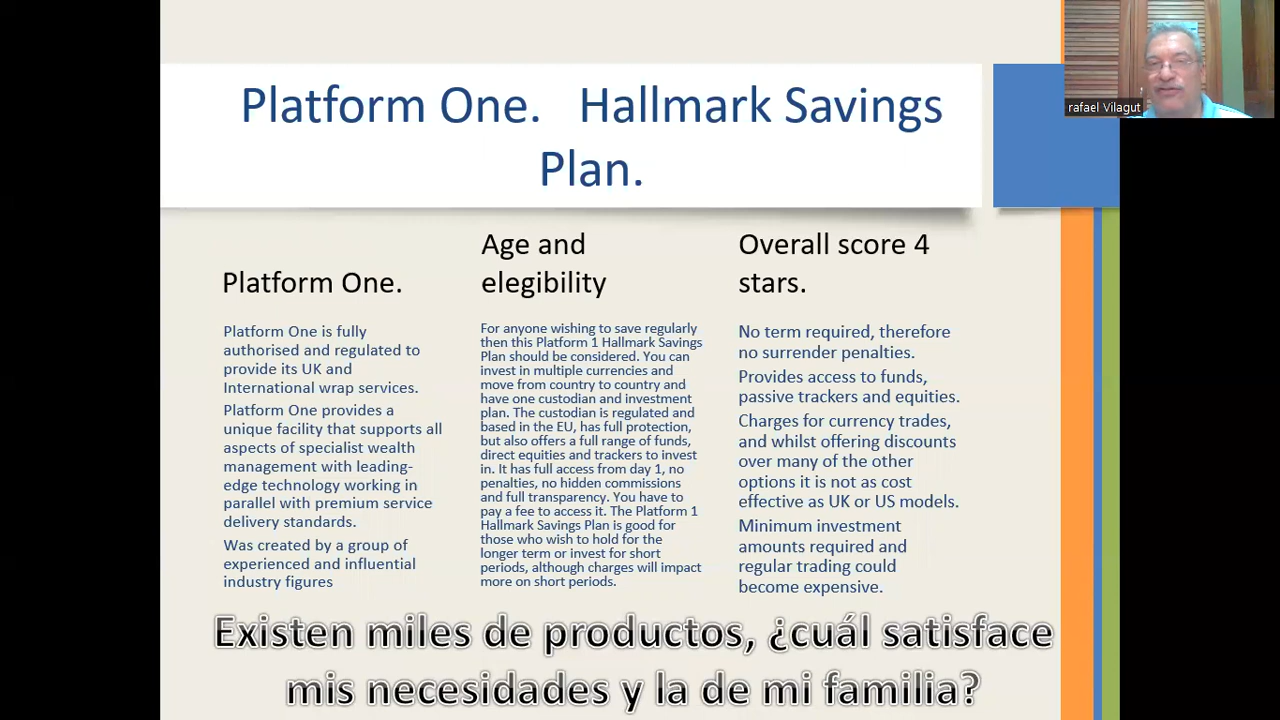 Platform One.   Hallmark Savings
Plan.
rafael Vilagut
Platform One.
Platform One is fully
authorised and regulated to
provide its UK and
International wrap services.
Platform One provides a
unique facility that supports all
aspects of specialist wealth
management with leading-
edge technology working in
parallel with premium service
delivery standards.
Was created by a group of
experienced and influential
industry figures
Age and
elegibility
For anyone wishing to save regularly
then this Platform 1 Hallmark Savings
Plan should be considered. You can
invest in multiple currencies and
move from country to country and
have one custodian and investment
plan. The custodian is regulated and
based in the EU, has full protection,
but also offers a full range of funds,
direct equities and trackers to invest
in. It has full access from day 1, no
penalties, no hidden commissions
and full transparency. You have to
pay a fee to access it. The Platform 1
Hallmark Savings Plan is good for
those who wish to hold for the
longer term or invest for short
periods, although charges will impact
more on short periods.
Overall score 4
stars.
No term required, therefore
no surrender penalties.
Provides access to funds,
passive trackers and equities.
Charges for currency trades,
and whilst offering discounts
over many of the other
options it is not as cost
effective as UK or US models.
Minimum investment
amounts required and
regular trading could
become expensive.
Existen miles de productos, ¿cuál satisface
mis necesidades y la de mi familia?